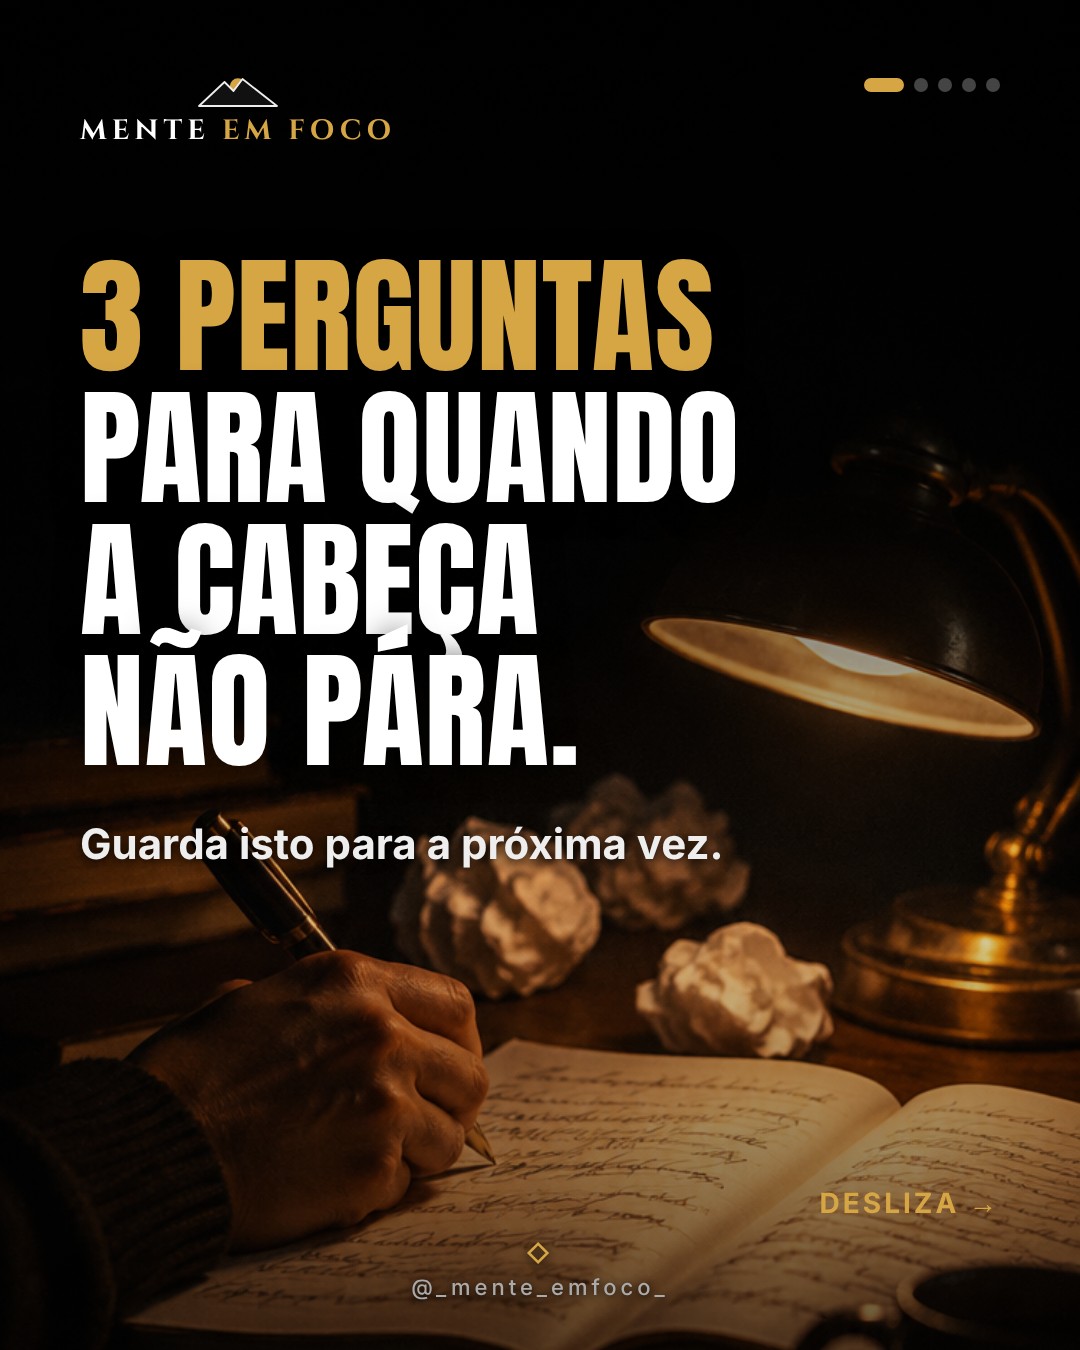 MENTE EM FOCO
3 PERGUNTAS
PARA QUANDO
A CABEÇA
NÃO PÁRA.
Guarda isto para a próxima vez.
DESLIZA →
@_mente_emfoco_